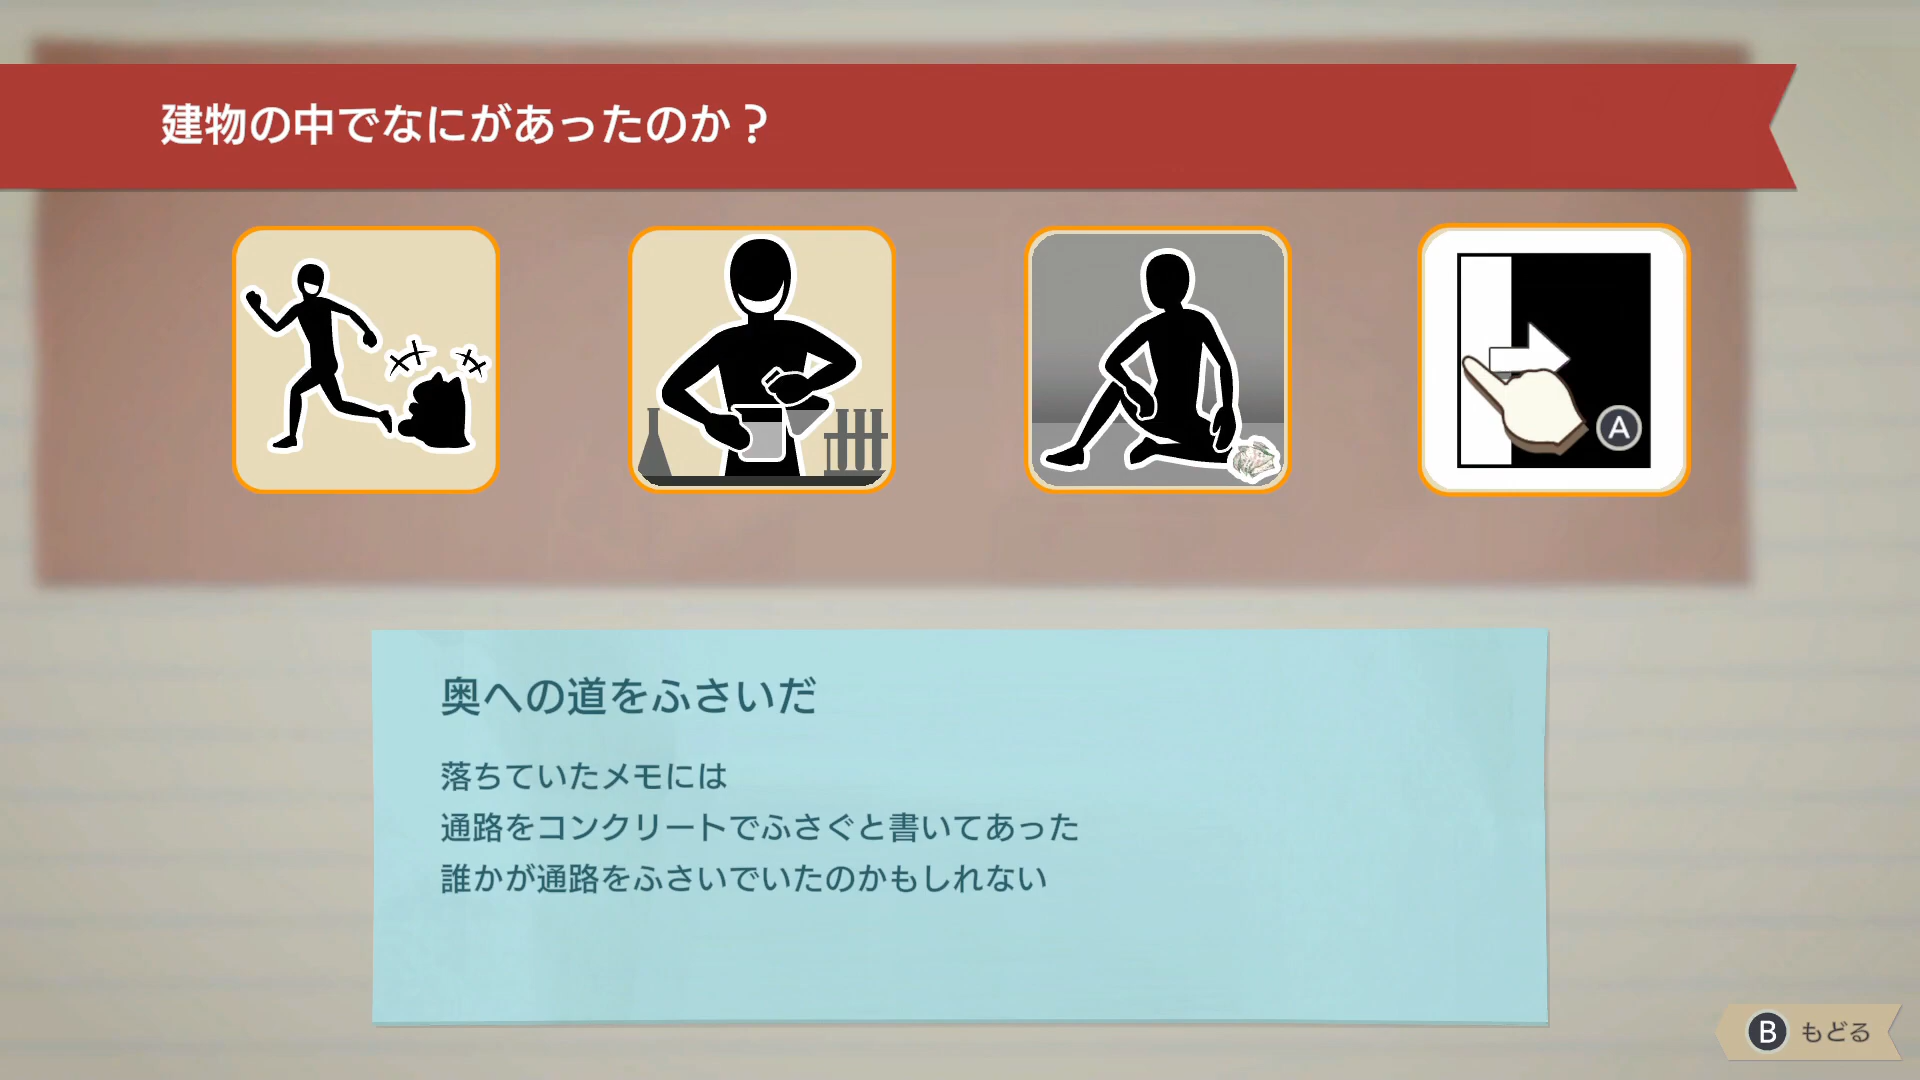 建物の中でなにがあったのか？
A
奥への道をふさいだ
落ちていたメモには
通路をコンクリートでふさぐと書いてあった
誰かが通路をふさいでいたのかもしれない
B もどる